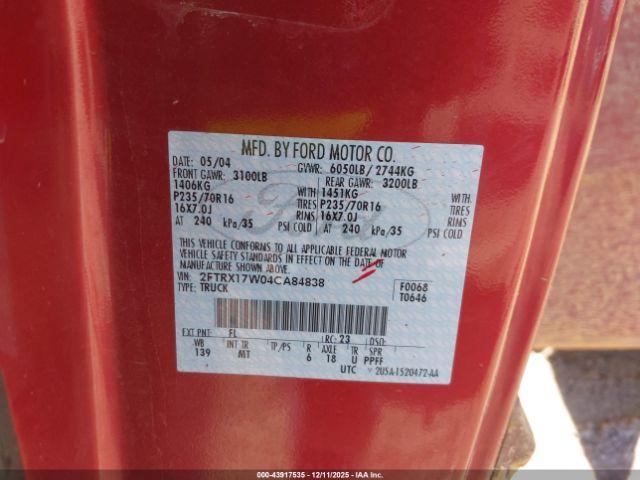 MFD. BY FORD MOTOR CO.
DATE: 05/04 GVWR: 6050LB/ 2744KG
FRONT GAWR: 3100LB REAR GAWR: 3200LB
1406KG WITH 1451KG WITH
P235/70R16 TIRES P235/70R16 TIRES
16X7.0J RIMS 16X7.0J RIMS
AT 240 kPa/35 PSI COLD AT 240 kPa/35 PSI COLD
THIS VEHICLE CONFORMS TO ALL APPLICABLE FEDERAL MOTOR
VEHICLE SAFETY STANDARDS IN EFFECT ON THE DATE OF
MANUFACTURE SHOWN ABOVE.
VIN: 2FTRX17W04CA84838 F0068
TYPE: TRUCK T0646
EXT PNT: FL RC: 23 DSO:
WB INT TR TP/PS R AXLE TR SPR
139 MT 6 18 U PPFF
UTC 2U5A-1520472-AA
Ford
000-43917535 - 12/11/2025 - IAAI.com